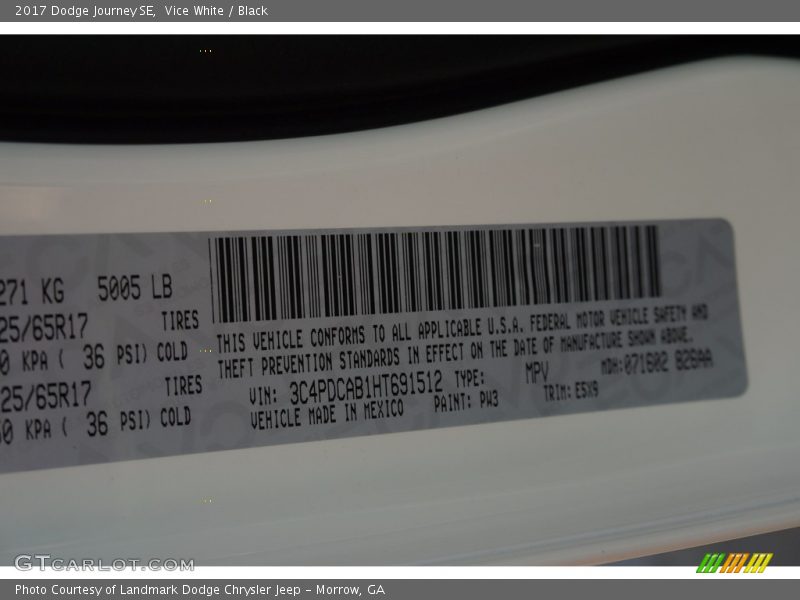 2017 Dodge Journey SE, Vice White / Black
271 KG 5005 LB
25/65R17 TIRES
0 KPA ( 36 PSI) COLD
25/65R17 TIRES
50 KPA ( 36 PSI) COLD
THIS VEHICLE CONFORMS TO ALL APPLICABLE U.S.A. FEDERAL MOTOR VEHICLE SAFETY AND
THEFT PREVENTION STANDARDS IN EFFECT ON THE DATE OF MANUFACTURE SHOWN ABOVE.
VIN: 3C4PDCAB1HT691512 TYPE: MPV MDH:071602 826AA
VEHICLE MADE IN MEXICO PAINT: PW3 TRIM: E5X9
GTCARLOT.COM
Photo Courtesy of Landmark Dodge Chrysler Jeep – Morrow, GA